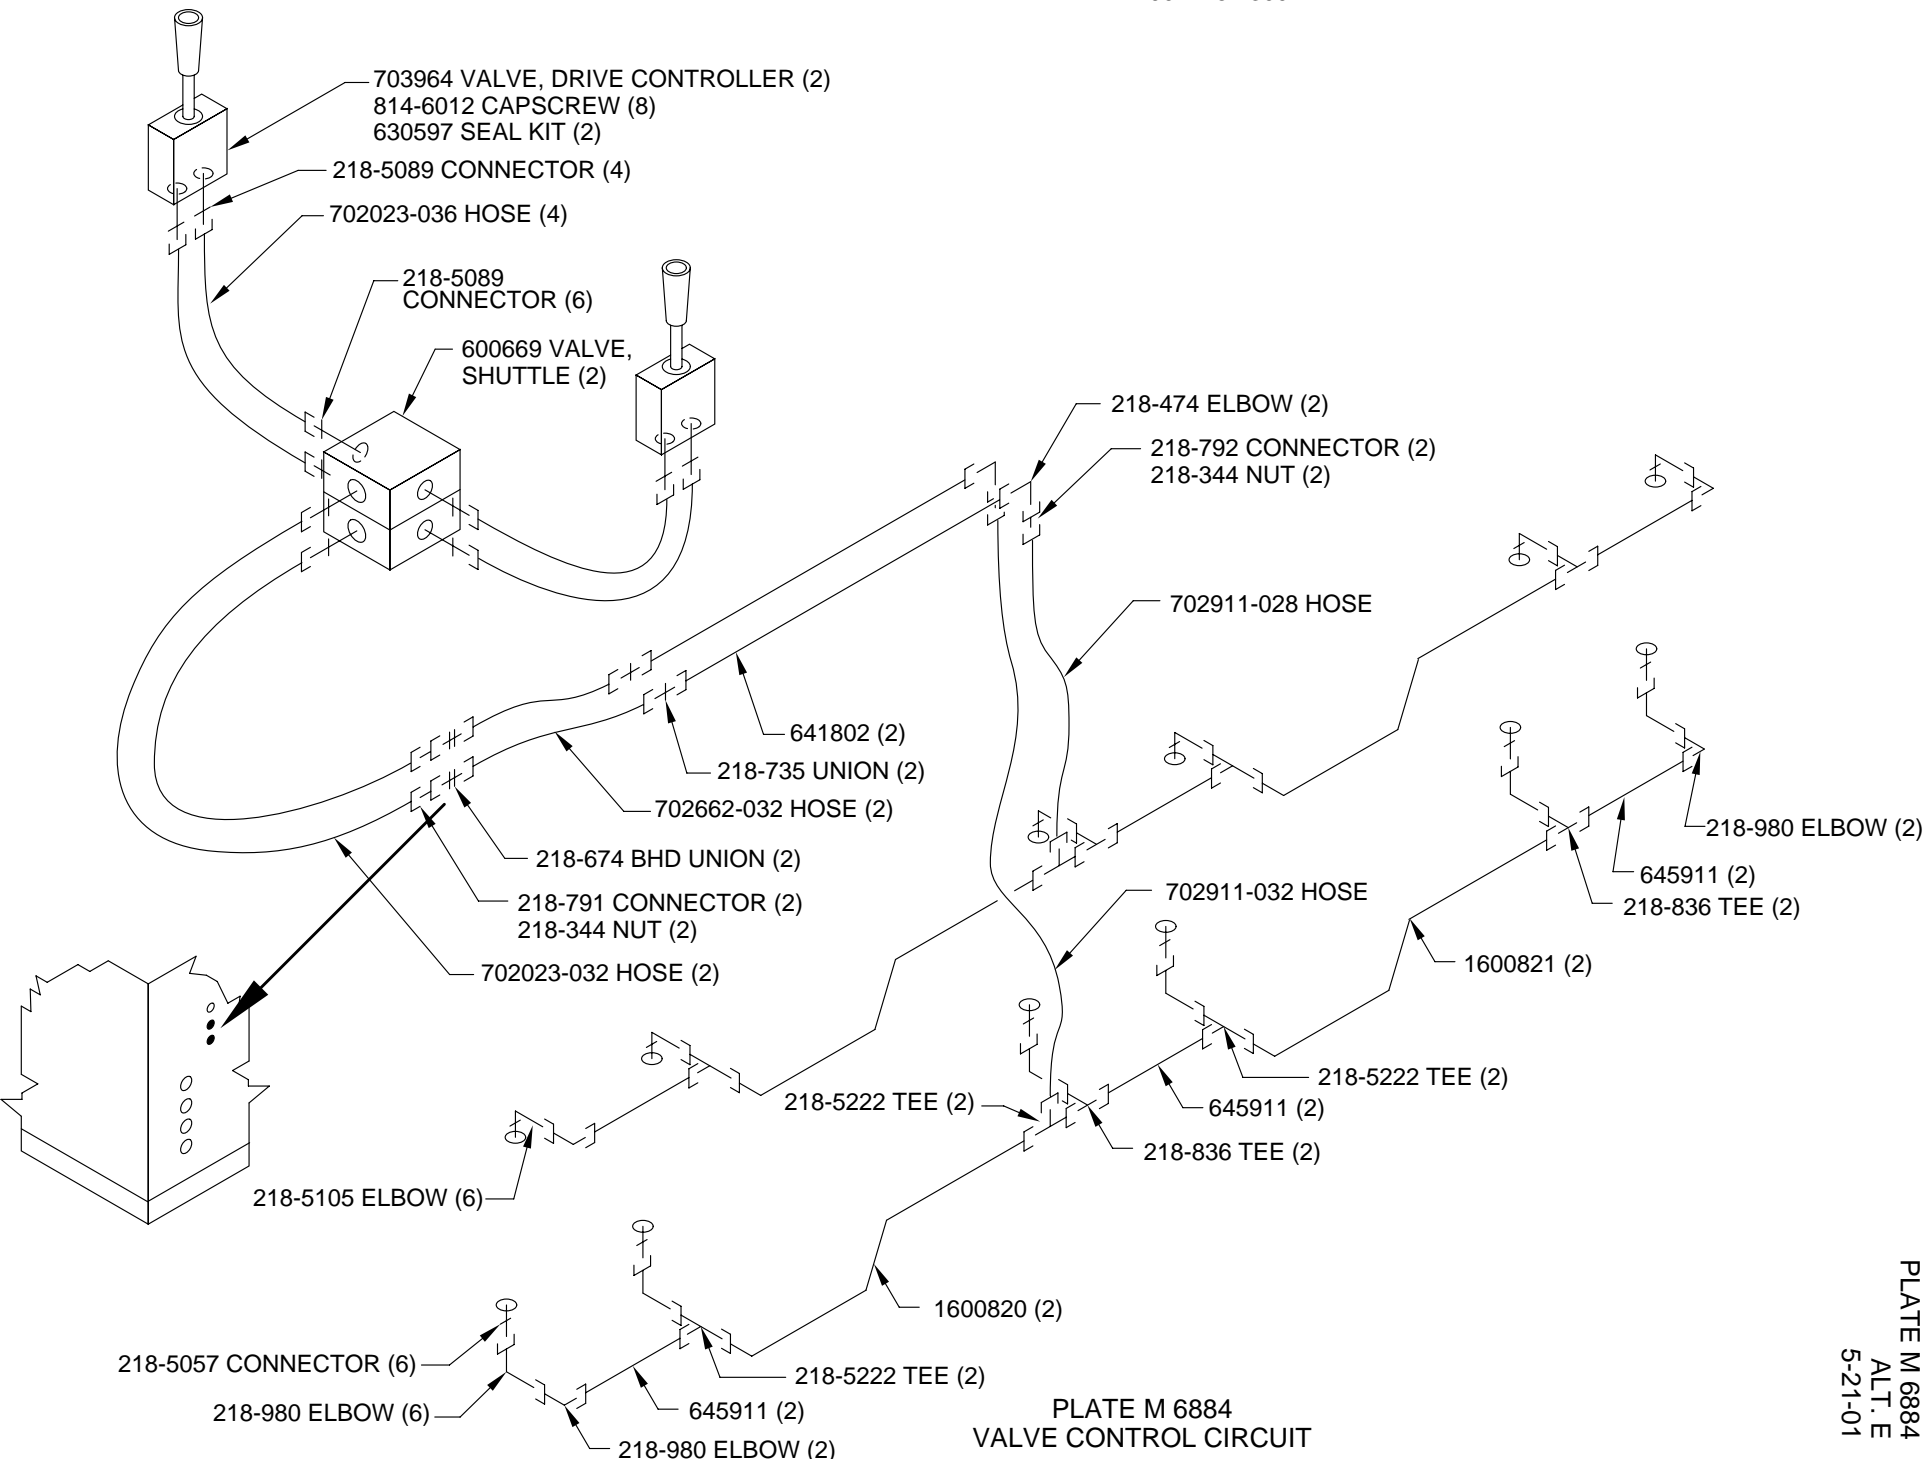 703964 VALVE, DRIVE CONTROLLER (2)
814-6012 CAPSCREW (8)
630597 SEAL KIT (2)
218-5089 CONNECTOR (4)
702023-036 HOSE (4)
218-5089
CONNECTOR (6)
600669 VALVE,
SHUTTLE (2)
218-474 ELBOW (2)
218-792 CONNECTOR (2)
218-344 NUT (2)
702911-028 HOSE
641802 (2)
218-735 UNION (2)
702662-032 HOSE (2)
218-674 BHD UNION (2)
218-791 CONNECTOR (2)
218-344 NUT (2)
702023-032 HOSE (2)
218-980 ELBOW (2)
645911 (2)
218-836 TEE (2)
702911-032 HOSE
1600821 (2)
218-5222 TEE (2)
218-5222 TEE (2)
645911 (2)
218-836 TEE (2)
218-5105 ELBOW (6)
1600820 (2)
218-5057 CONNECTOR (6)
218-980 ELBOW (6)
218-5222 TEE (2)
645911 (2)
218-980 ELBOW (2)
PLATE M 6884
VALVE CONTROL CIRCUIT
PLATE M 6884
ALT. E
5-21-01